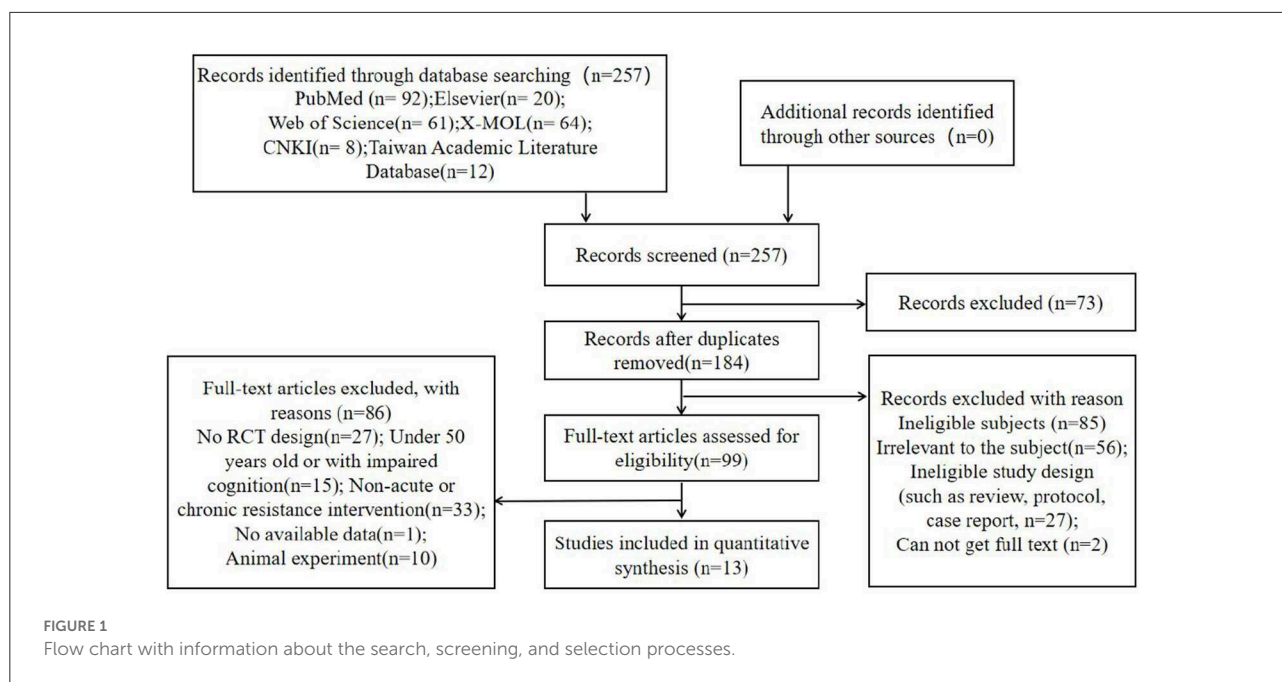 Records identified through database searching (n=257)
PubMed (n= 92);Elsevier(n= 20);
Web of Science(n= 61);X-MOL(n= 64);
CNKI(n= 8);Taiwan Academic Literature
Database(n=12)
Additional records identified
through other sources (n=0)
Records screened (n=257)
Records excluded (n=73)
Records after duplicates
removed(n=184)
Full-text articles excluded, with
reasons (n=86)
No RCT design(n=27); Under 50
years old or with impaired
cognition(n=15); Non-acute or
chronic resistance intervention(n=33);
No available data(n=1);
Animal experiment(n=10)
Full-text articles assessed for
eligibility(n=99)
Records excluded with reason
Ineligible subjects (n=85)
Irrelevant to the subject(n=56);
Ineligible study design
(such as review, protocol,
case report, n=27);
Can not get full text (n=2)
Studies included in quantitative
synthesis (n=13)
FIGURE 1
Flow chart with information about the search, screening, and selection processes.